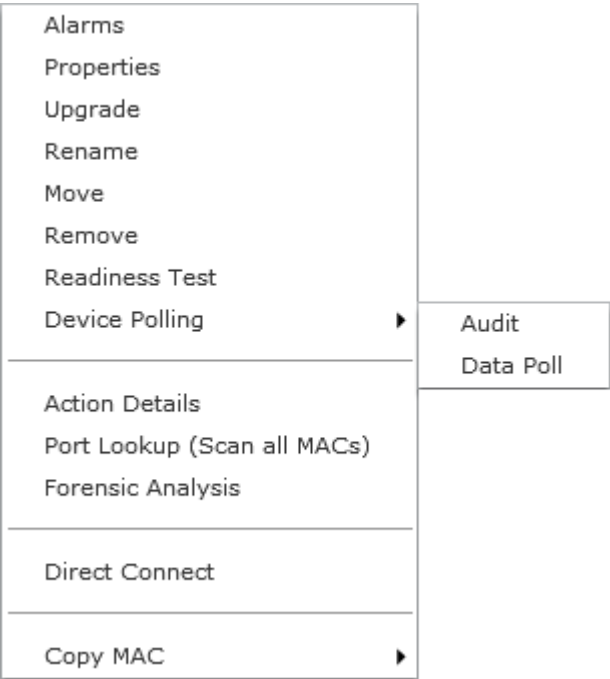 Alarms
Properties
Upgrade
Rename
Move
Remove
Readiness Test
Device Polling
Audit
Data Poll
Action Details
Port Lookup (Scan all MACs)
Forensic Analysis
Direct Connect
Copy MAC